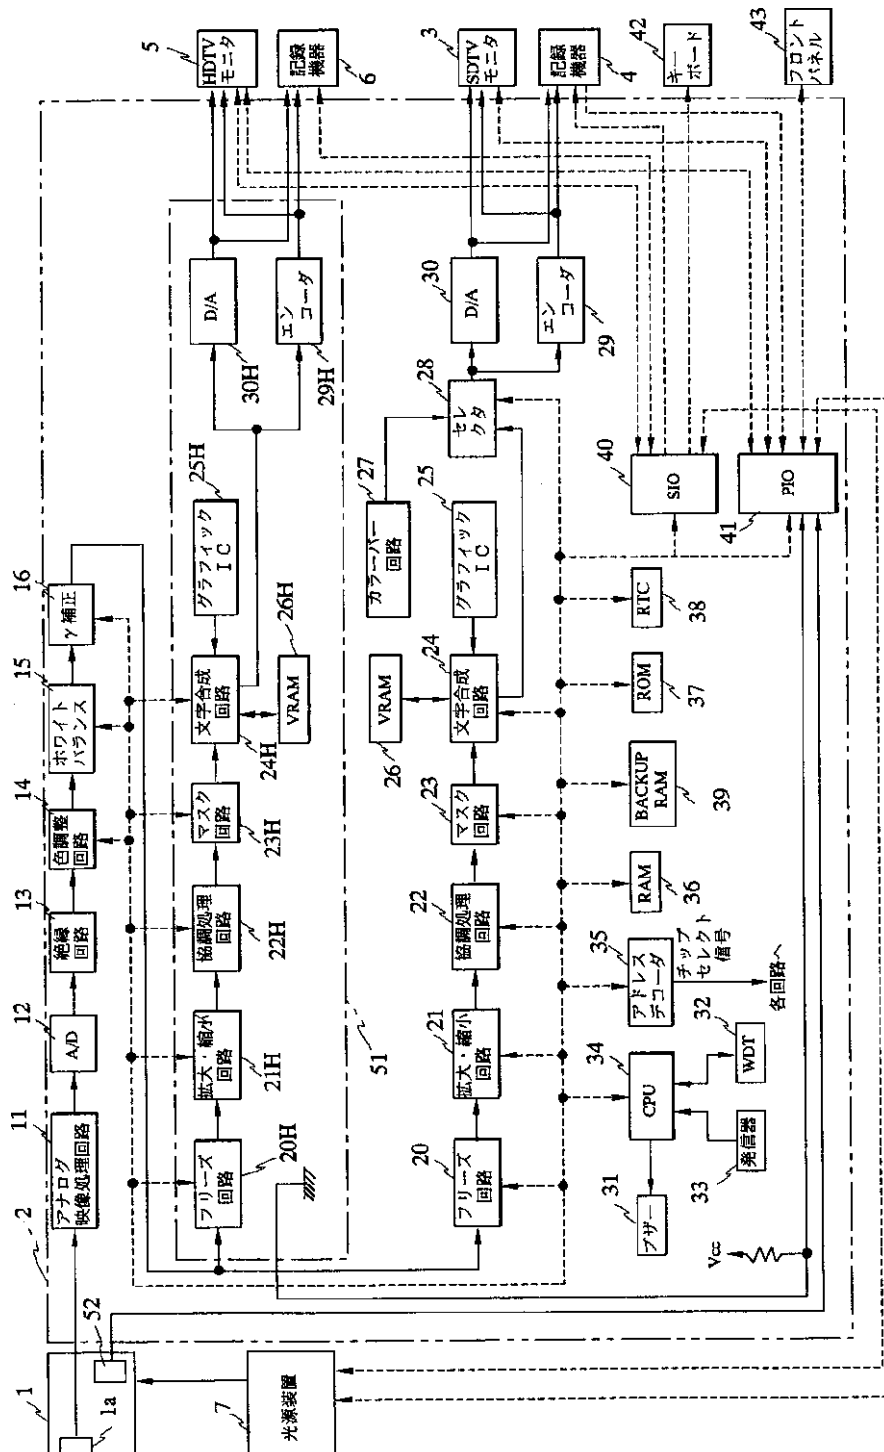 1
1a
52
2
アナログ
映像処理回路
11
A/D
12
絶縁
回路
13
色調整
回路
14
ホワイト
バランス
15
γ補正
16
フリーズ
回路
20H
拡大・縮小
回路
21H
協調処理
回路
22H
マスク
回路
23H
文字合成
回路
24H
グラフィック
IC
25H
VRAM
26H
D/A
30H
エン
コーダ
29H
51
HDTV
モニタ
5
記録
機器
6
フリーズ
回路
20
拡大・縮小
回路
21
協調処理
回路
22
マスク
回路
23
文字合成
回路
24
VRAM
26
グラフィック
IC
25
カラーバー
回路
27
セレ
クタ
28
D/A
30
エン
コーダ
29
SDTV
モニタ
3
記録
機器
4
キー
ボード
42
フロント
パネル
43
光源装置
7
Vcc
ブザー
31
発信器
33
CPU
34
WDT
32
アドレス
デコーダ
35
チップ
セレクト
信号
各回路へ
RAM
36
BACKUP
RAM
39
ROM
37
RTC
38
SIO
40
PIO
41